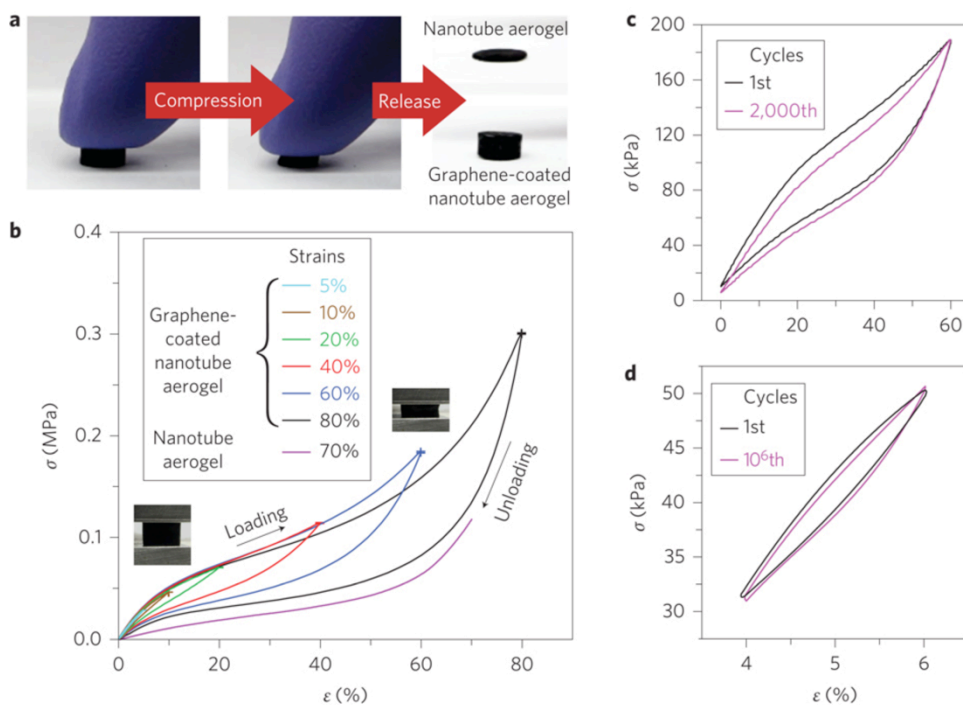 a
Compression
Release
Nanotube aerogel
Graphene-coated
nanotube aerogel
b
σ (MPa)
0.4
0.3
0.2
0.1
0.0
0
20
40
60
80
ε (%)
Strains
Graphene-
coated
nanotube
aerogel
5%
10%
20%
40%
60%
80%
Nanotube
aerogel
70%
Loading
Unloading
c
σ (kPa)
200
160
120
80
40
0
0
20
40
60
Cycles
1st
2,000th
d
σ (kPa)
50
45
40
35
30
4
5
6
ε (%)
Cycles
1st
10⁶th